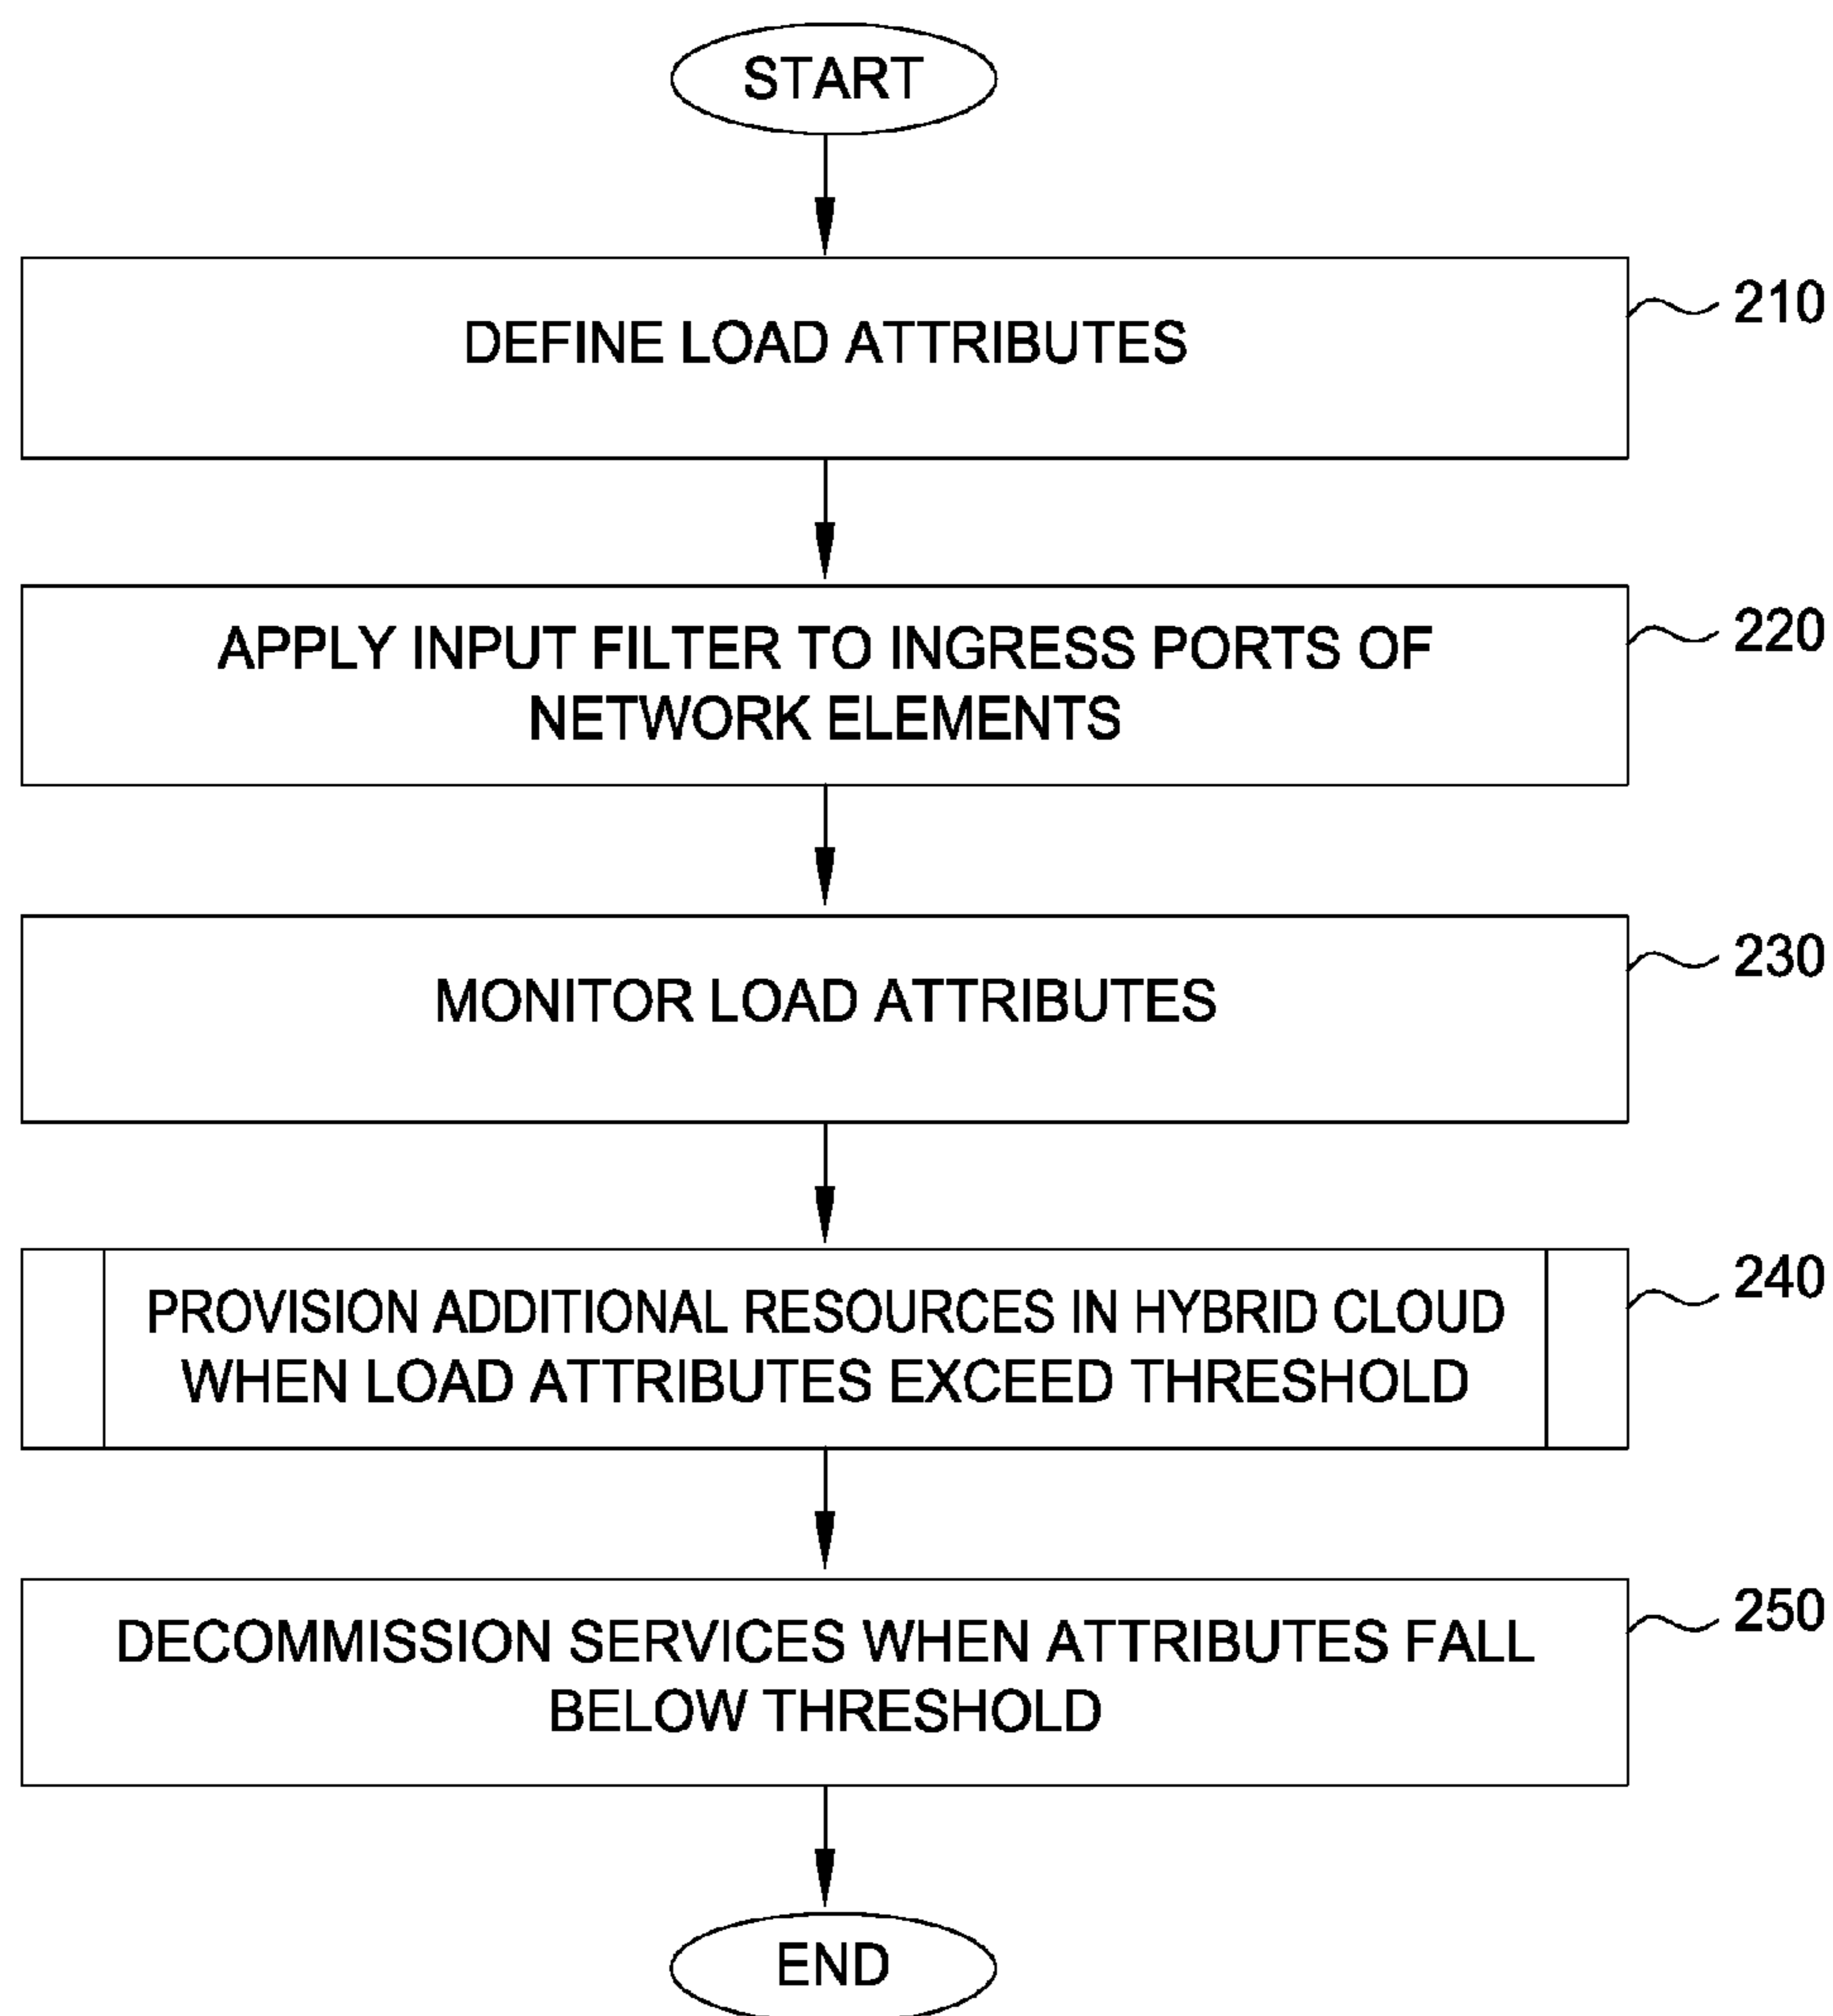 START
DEFINE LOAD ATTRIBUTES
210
APPLY INPUT FILTER TO INGRESS PORTS OF
NETWORK ELEMENTS
220
MONITOR LOAD ATTRIBUTES
230
PROVISION ADDITIONAL RESOURCES IN HYBRID CLOUD
WHEN LOAD ATTRIBUTES EXCEED THRESHOLD
240
DECOMMISSION SERVICES WHEN ATTRIBUTES FALL
BELOW THRESHOLD
250
END